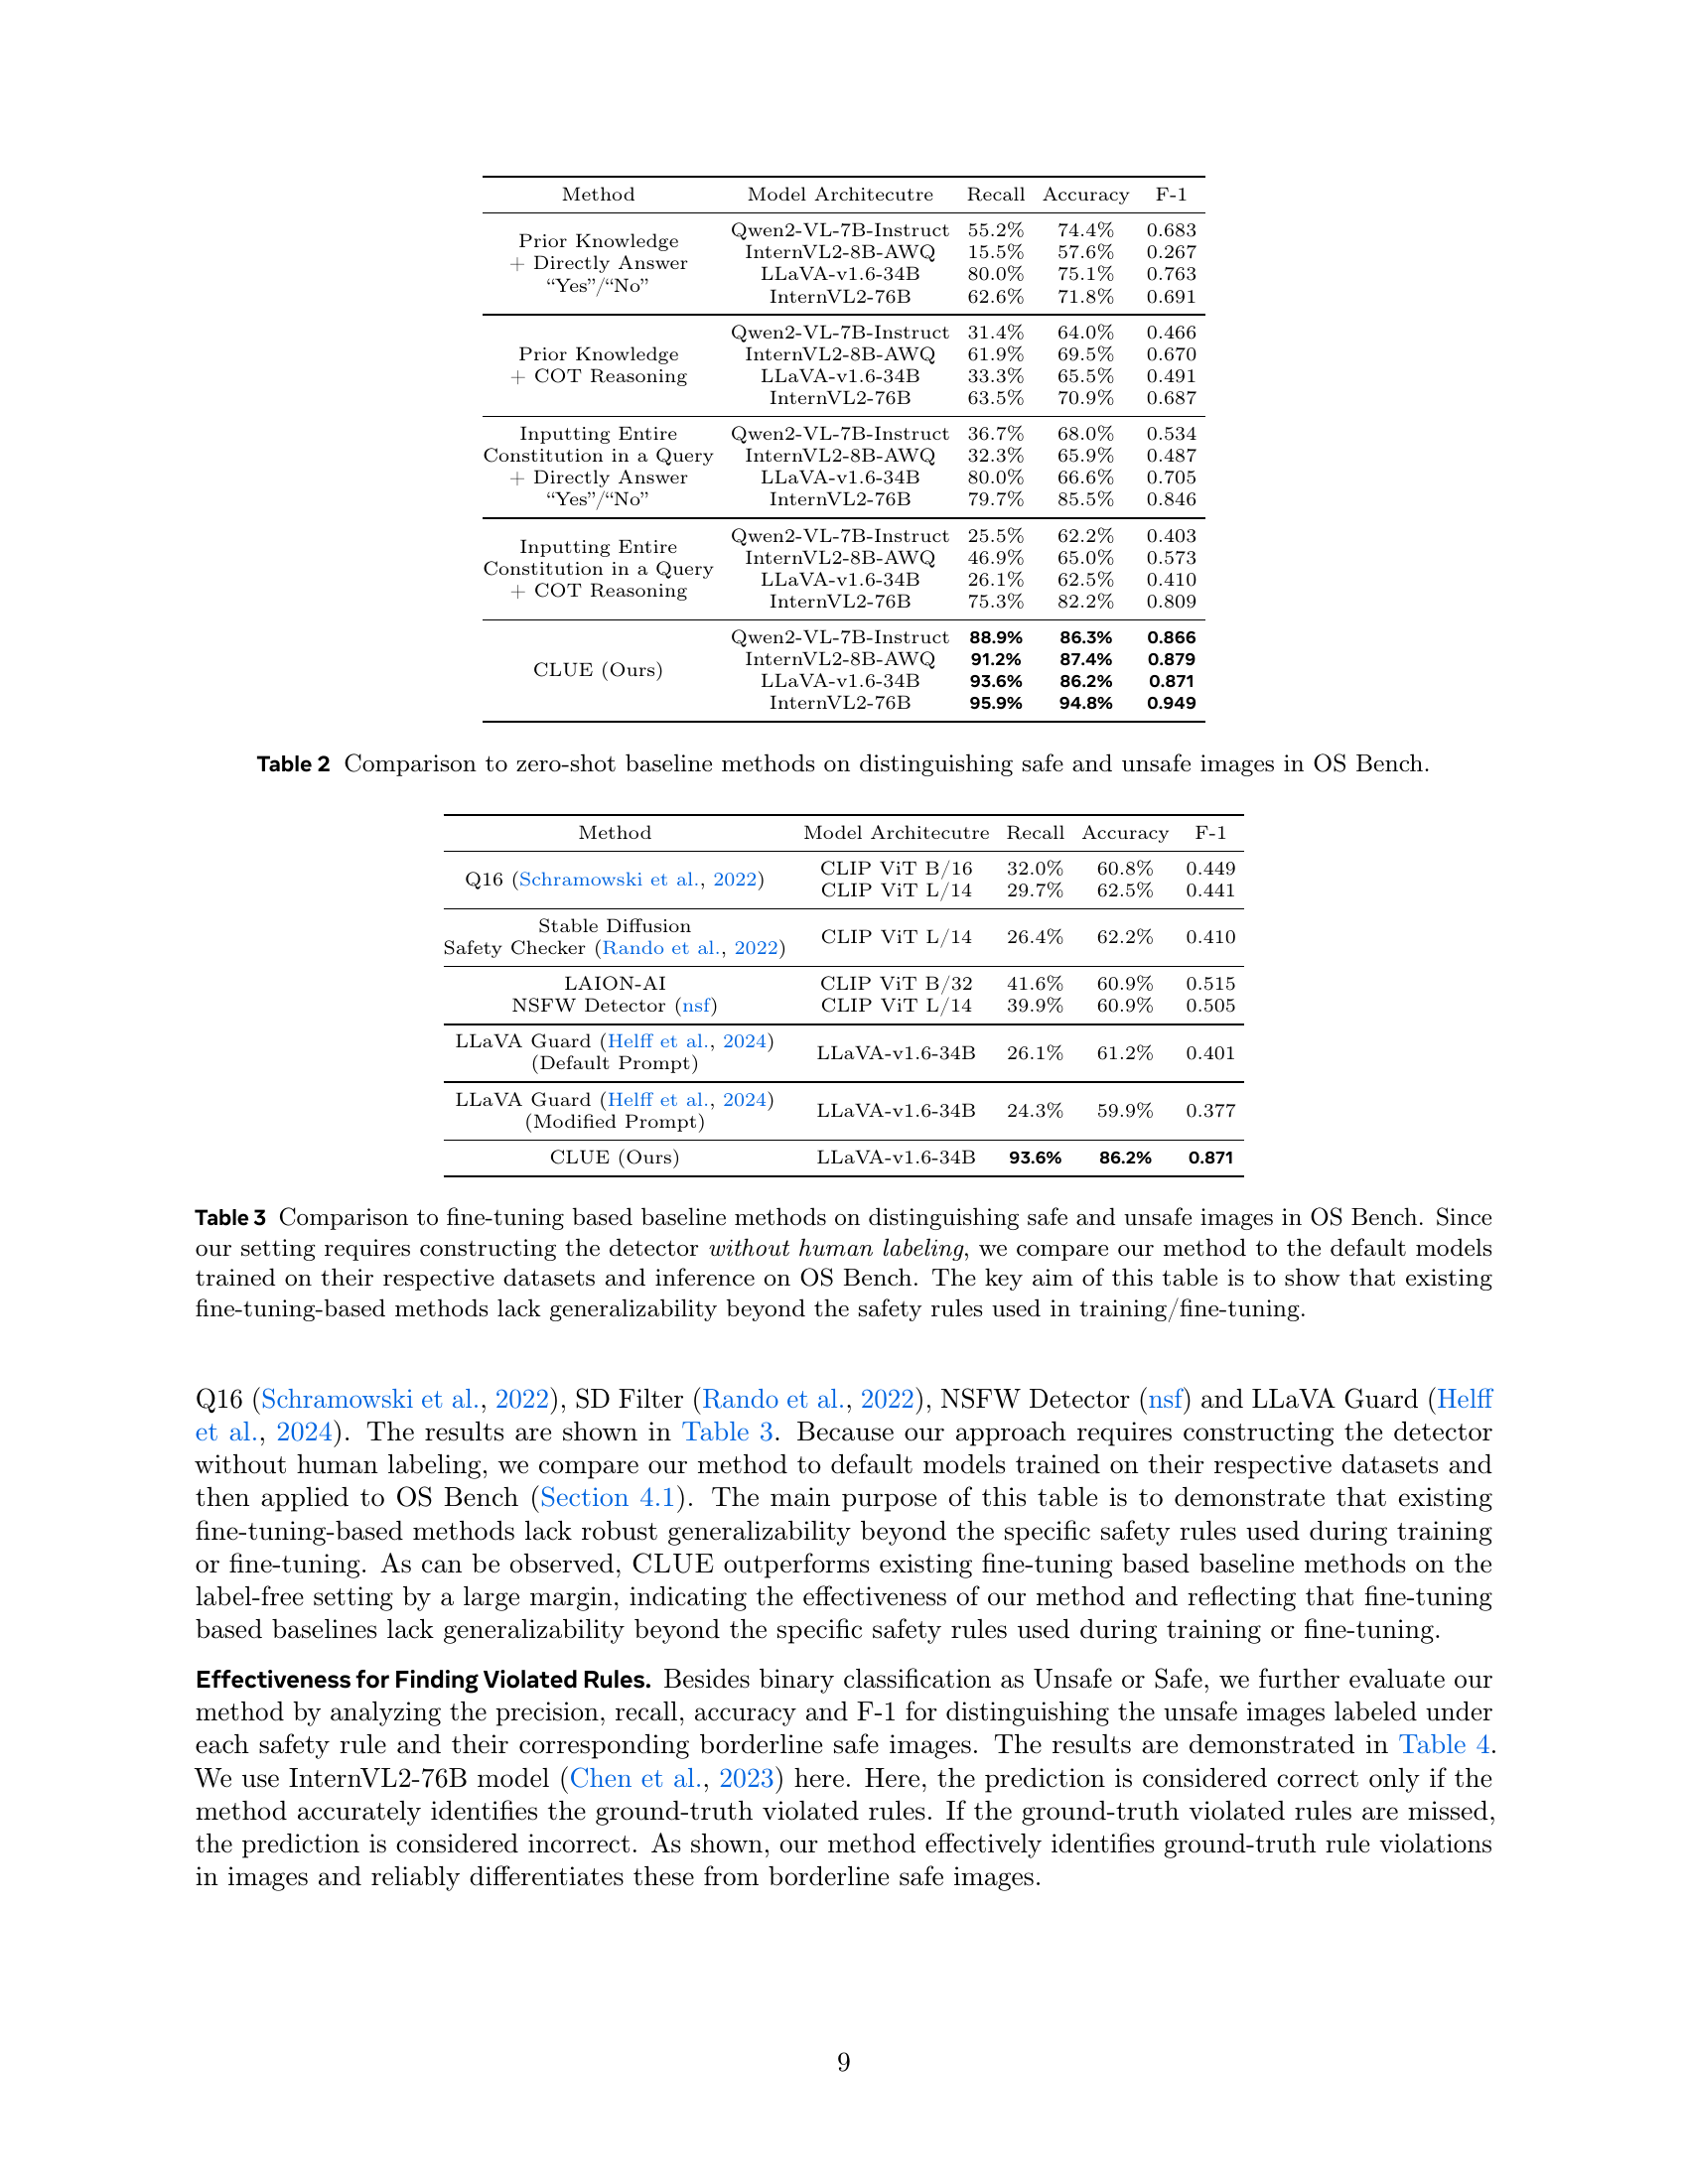 Method Model Architecutre Recall Accuracy F-1
Prior Knowledge
+ Directly Answer
“Yes”/“No”
Qwen2-VL-7B-Instruct 55.2% 74.4% 0.683
InternVL2-8B-AWQ 15.5% 57.6% 0.267
LLaVA-v1.6-34B 80.0% 75.1% 0.763
InternVL2-76B 62.6% 71.8% 0.691
Prior Knowledge
+ COT Reasoning
Qwen2-VL-7B-Instruct 31.4% 64.0% 0.466
InternVL2-8B-AWQ 61.9% 69.5% 0.670
LLaVA-v1.6-34B 33.3% 65.5% 0.491
InternVL2-76B 63.5% 70.9% 0.687
Inputting Entire
Constitution in a Query
+ Directly Answer
“Yes”/“No”
Qwen2-VL-7B-Instruct 36.7% 68.0% 0.534
InternVL2-8B-AWQ 32.3% 65.9% 0.487
LLaVA-v1.6-34B 80.0% 66.6% 0.705
InternVL2-76B 79.7% 85.5% 0.846
Inputting Entire
Constitution in a Query
+ COT Reasoning
Qwen2-VL-7B-Instruct 25.5% 62.2% 0.403
InternVL2-8B-AWQ 46.9% 65.0% 0.573
LLaVA-v1.6-34B 26.1% 62.5% 0.410
InternVL2-76B 75.3% 82.2% 0.809
CLUE (Ours)
Qwen2-VL-7B-Instruct 88.9% 86.3% 0.866
InternVL2-8B-AWQ 91.2% 87.4% 0.879
LLaVA-v1.6-34B 93.6% 86.2% 0.871
InternVL2-76B 95.9% 94.8% 0.949
Table 2 Comparison to zero-shot baseline methods on distinguishing safe and unsafe images in OS Bench.
Method Model Architecutre Recall Accuracy F-1
Q16 (Schramowski et al., 2022)
CLIP ViT B/16 32.0% 60.8% 0.449
CLIP ViT L/14 29.7% 62.5% 0.441
Stable Diffusion
Safety Checker (Rando et al., 2022)
CLIP ViT L/14 26.4% 62.2% 0.410
LAION-AI
NSFW Detector (nsf)
CLIP ViT B/32 41.6% 60.9% 0.515
CLIP ViT L/14 39.9% 60.9% 0.505
LLaVA Guard (Helff et al., 2024)
(Default Prompt)
LLaVA-v1.6-34B 26.1% 61.2% 0.401
LLaVA Guard (Helff et al., 2024)
(Modified Prompt)
LLaVA-v1.6-34B 24.3% 59.9% 0.377
CLUE (Ours) LLaVA-v1.6-34B 93.6% 86.2% 0.871
Table 3 Comparison to fine-tuning based baseline methods on distinguishing safe and unsafe images in OS Bench. Since
our setting requires constructing the detector without human labeling, we compare our method to the default models
trained on their respective datasets and inference on OS Bench. The key aim of this table is to show that existing
fine-tuning-based methods lack generalizability beyond the safety rules used in training/fine-tuning.
Q16 (Schramowski et al., 2022), SD Filter (Rando et al., 2022), NSFW Detector (nsf) and LLaVA Guard (Helff
et al., 2024). The results are shown in Table 3. Because our approach requires constructing the detector
without human labeling, we compare our method to default models trained on their respective datasets and
then applied to OS Bench (Section 4.1). The main purpose of this table is to demonstrate that existing
fine-tuning-based methods lack robust generalizability beyond the specific safety rules used during training
or fine-tuning. As can be observed, CLUE outperforms existing fine-tuning based baseline methods on the
label-free setting by a large margin, indicating the effectiveness of our method and reflecting that fine-tuning
based baselines lack generalizability beyond the specific safety rules used during training or fine-tuning.
Effectiveness for Finding Violated Rules. Besides binary classification as Unsafe or Safe, we further evaluate our
method by analyzing the precision, recall, accuracy and F-1 for distinguishing the unsafe images labeled under
each safety rule and their corresponding borderline safe images. The results are demonstrated in Table 4.
We use InternVL2-76B model (Chen et al., 2023) here. Here, the prediction is considered correct only if the
method accurately identifies the ground-truth violated rules. If the ground-truth violated rules are missed,
the prediction is considered incorrect. As shown, our method effectively identifies ground-truth rule violations
in images and reliably differentiates these from borderline safe images.
9